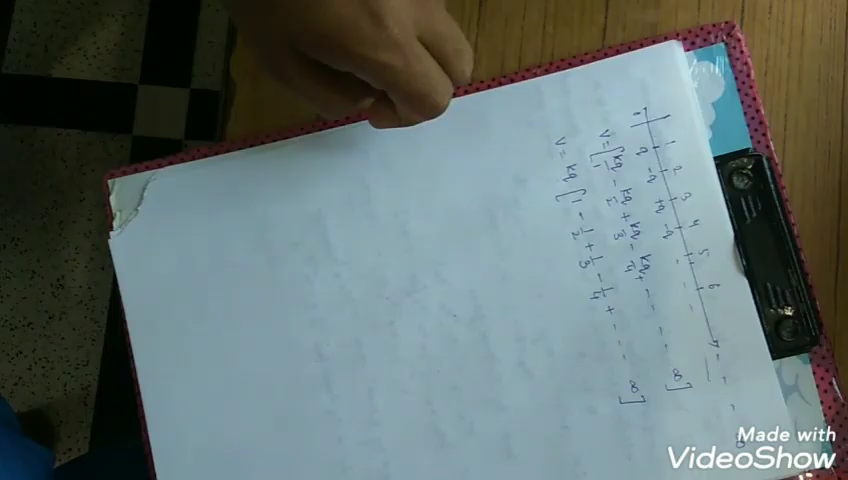 0 1 2 3 4 5 6 - - - ∞
q -q +q -q - - -
V = [kq/1 - kq/2 + kq/3 - kq/4 + - - - - ∞]
V = kq [1 - 1/2 + 1/3 - 1/4 + - - - ∞]
Made with
VideoShow